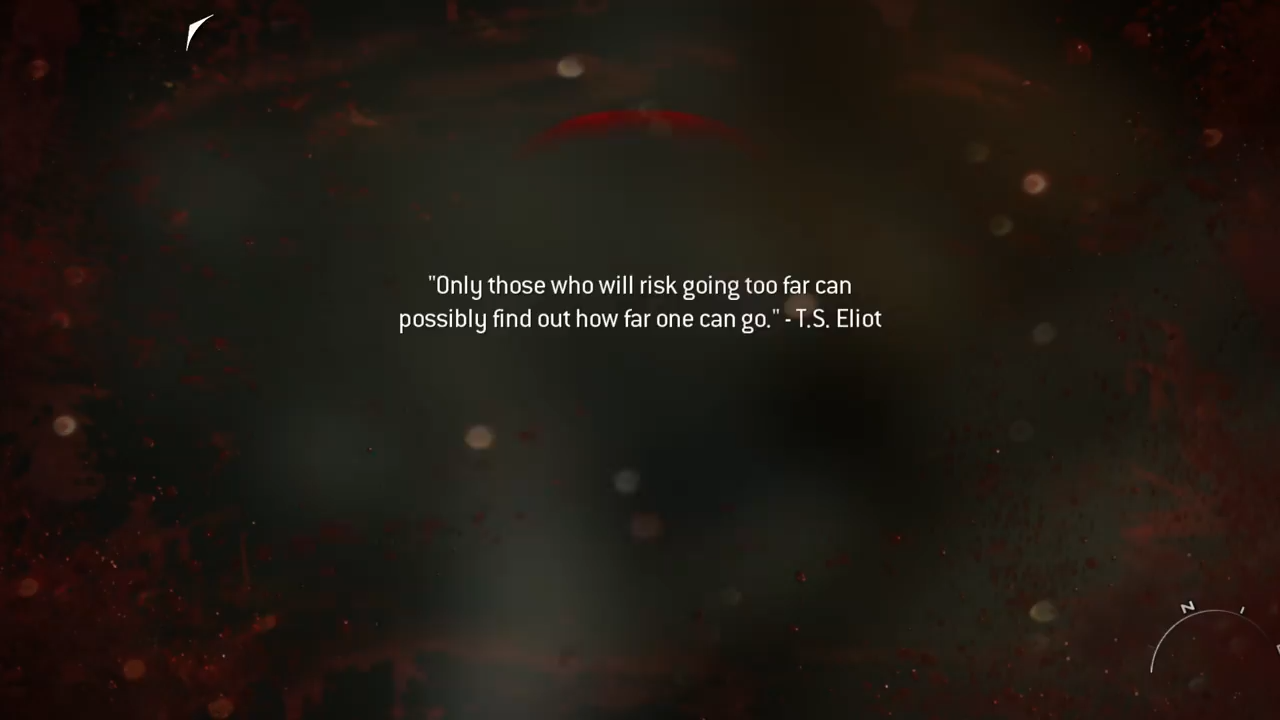 "Only those who will risk going too far can
possibly find out how far one can go." - T.S. Eliot
N